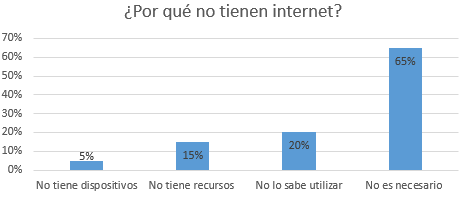 ¿Por qué no tienen internet?
70%
60%
50%
40%
30%
20%
10%
0%
5%
15%
20%
65%
No tiene dispositivos
No tiene recursos
No lo sabe utilizar
No es necesario